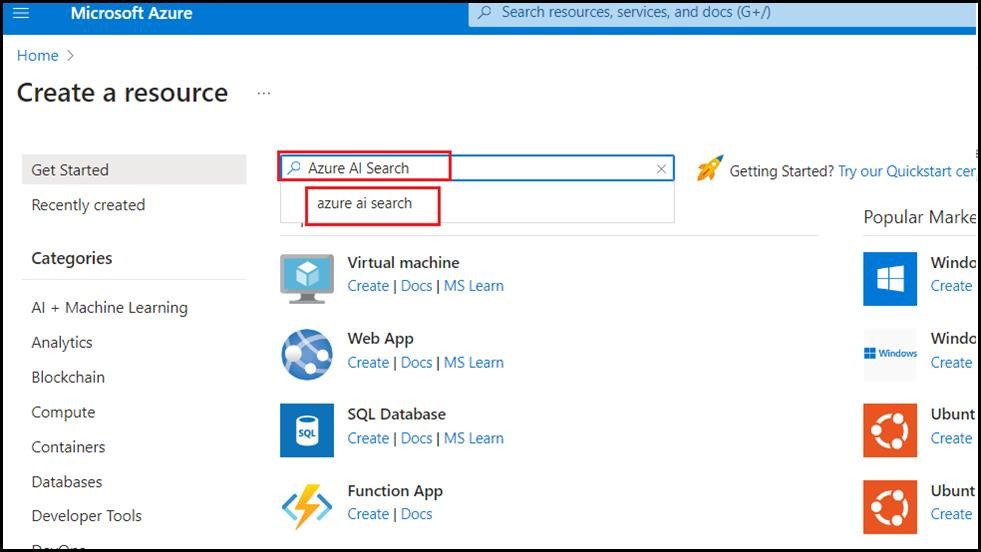 Microsoft Azure
Search resources, services, and docs (G+/)
Home >
Create a resource ...
Get Started
Recently created
Categories
AI + Machine Learning
Analytics
Blockchain
Compute
Containers
Databases
Developer Tools
DevOps
Azure AI Search
azure ai search
Virtual machine
Create | Docs | MS Learn
Web App
Create | Docs | MS Learn
SQL
SQL Database
Create | Docs | MS Learn
Function App
Create | Docs
Getting Started? Try our Quickstart cer
Popular Marke
Windo
Create
Windows
Windo
Create
Ubunt
Create
Ubunt
Create